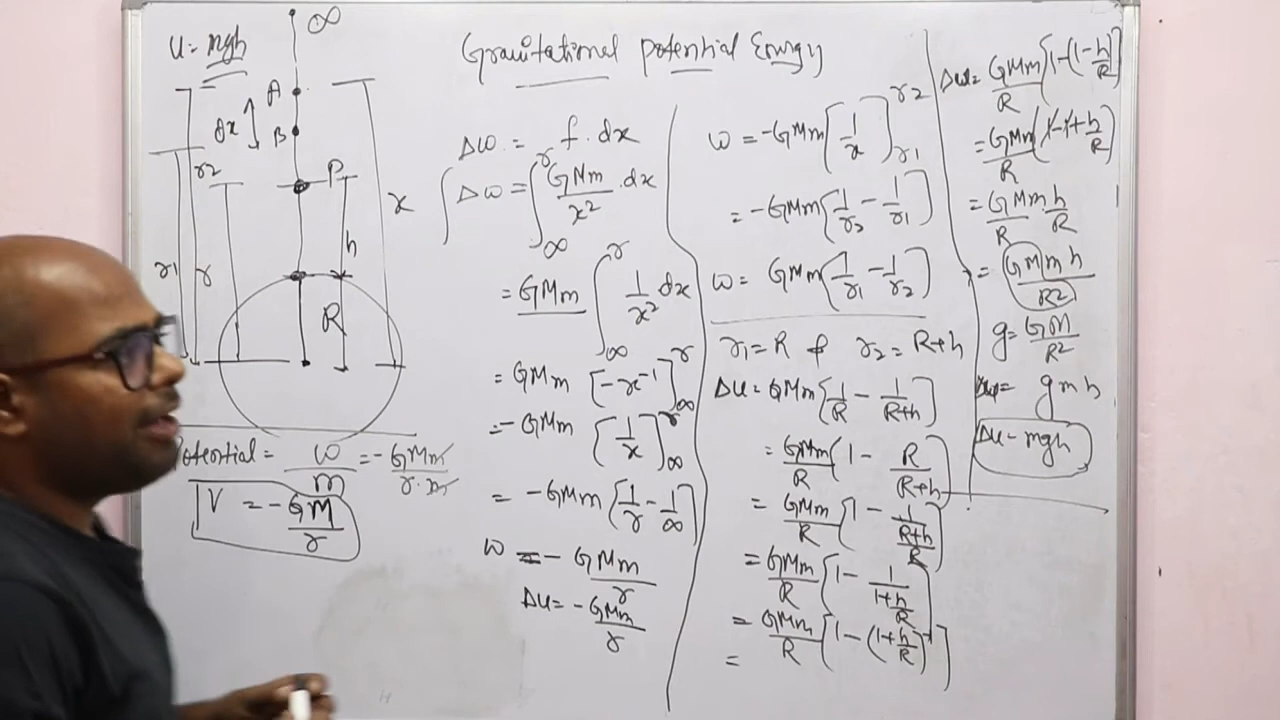 Gravitational Potential Energy
U = mgh
∞
A
dx
B
r2
P
x
h
r1
r
R
Potential = W/m = - GMm/r.m
V = - GM/r
ΔW = f. dx
∫ΔW = ∫_∞^r GMm/x² .dx
= GMm ∫_∞^r 1/x² dx
= GMm [-x⁻¹]_∞^r
= - GMm [1/x]_∞^r
= - GMm [1/r - 1/∞]
W = - GMm/r
ΔU = - GMm/r
W = -GMm [1/x]_r1^r2
= -GMm [1/r2 - 1/r1]
W = GMm [1/r1 - 1/r2]
r1 = R & r2 = R+h
ΔU = GMm [1/R - 1/R+h]
= GMm/R [1 - R/R+h]
= GMm/R [1 - 1/(R+h/R)]
= GMm/R [1 - 1/(1+h/R)]
= GMm/R [1 - (1+h/R)⁻¹]
=
ΔU = GMm/R [1-(1-h/R)]
= GMm/R (1-1+h/R)
= GMm/R h/R
= GMmh/R2
g = GM/R²
ΔU = gmh
ΔU = mgh